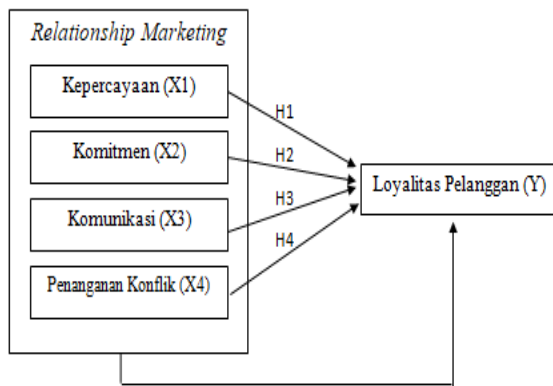 Relationship Marketing
Kepercayaan (X1)
H1
Komitmen (X2)
H2
Loyalitas Pelanggan (Y)
H3
Komunikasi (X3)
H4
Penanganan Konflik (X4)